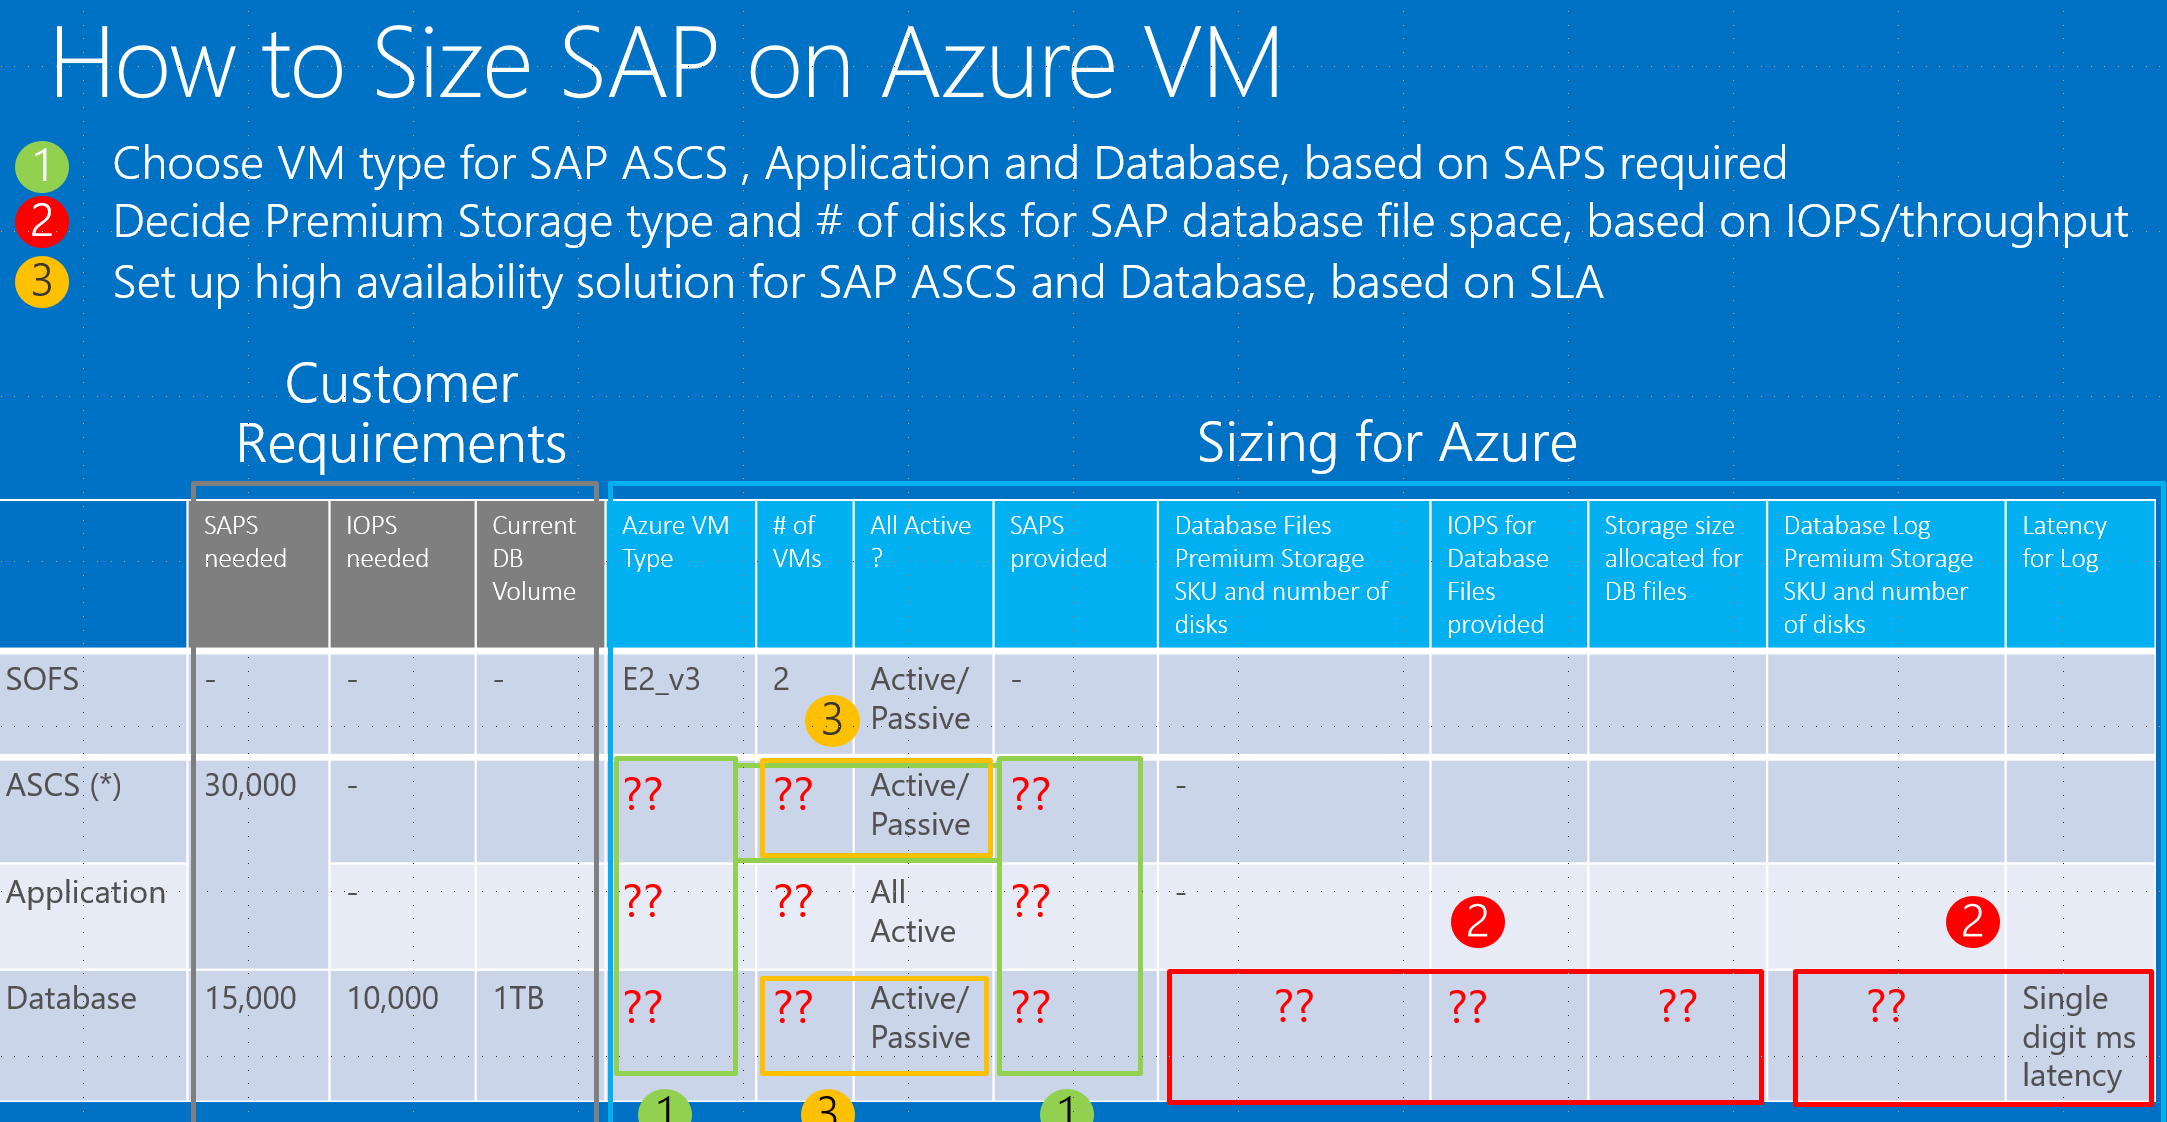 How to Size SAP on Azure VM
1 Choose VM type for SAP ASCS , Application and Database, based on SAPS required
2 Decide Premium Storage type and # of disks for SAP database file space, based on IOPS/throughput
3 Set up high availability solution for SAP ASCS and Database, based on SLA
Customer
Requirements
Sizing for Azure
SAPS
needed
IOPS
needed
Current
DB
Volume
Azure VM
Type
# of
VMs
All Active
?
SAPS
provided
Database Files
Premium Storage
SKU and number of
disks
IOPS for
Database
Files
provided
Storage size
allocated for
DB files
Database Log
Premium Storage
SKU and number
of disks
Latency
for Log
SOFS
-
-
-
E2_v3
2
3
Active/
Passive
-
ASCS (*)
30,000
-
??
??
Active/
Passive
??
-
Application
-
??
??
All
Active
??
-
2
2
Database
15,000
10,000
1TB
??
??
Active/
Passive
??
??
??
??
??
Single
digit ms
latency
1
3
1